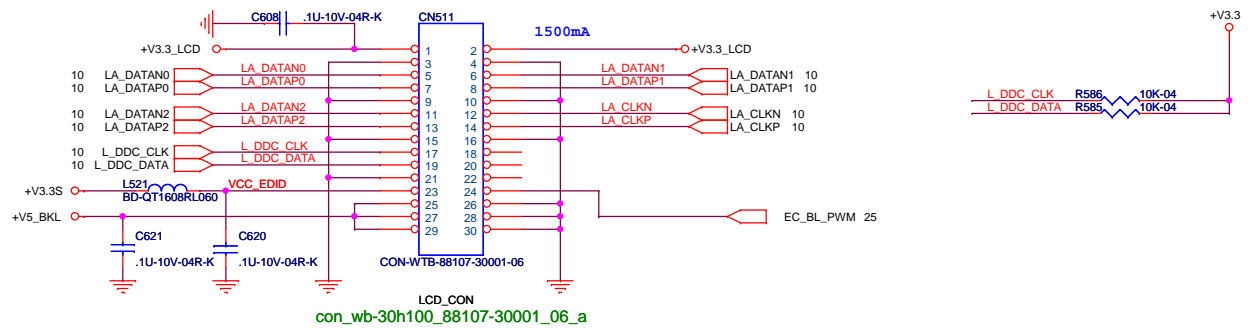 C608 .1U-10V-04R-K CN511
1500mA
+V3.3
+V3.3_LCD 1 2 +V3.3_LCD
3 4
10 LA_DATAN0 LA_DATAN0 5 6 LA_DATAN1 LA_DATAN1 10
10 LA_DATAP0 LA_DATAP0 7 8 LA_DATAP1 LA_DATAP1 10
9 10 L_DDC_CLK R586 10K-04
10 LA_DATAN2 LA_DATAN2 11 12 LA_CLKN LA_CLKN 10 L_DDC_DATA R585 10K-04
10 LA_DATAP2 LA_DATAP2 13 14 LA_CLKP LA_CLKP 10
15 16
10 L_DDC_CLK L_DDC_CLK 17 18
10 L_DDC_DATA L_DDC_DATA 19 20
21 22
+V3.3S L521 VCC_EDID 23 24
BD-QT1608RL060 25 26
+V5_BKL 27 28 EC_BL_PWM 25
29 30
C621 C620
.1U-10V-04R-K .1U-10V-04R-K CON-WTB-88107-30001-06
LCD_CON
con_wb-30h100_88107-30001_06_a